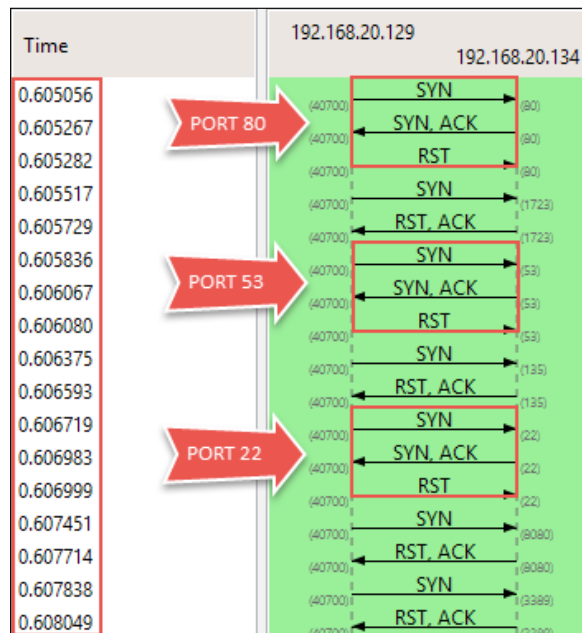 Time
192.168.20.129
192.168.20.134
0.605056
SYN
(40700)
(80)
0.605267
PORT 80
SYN, ACK
(40700)
(80)
0.605282
RST
(40700)
(80)
0.605517
SYN
(40700)
(1723)
0.605729
RST, ACK
(40700)
(1723)
0.605836
SYN
(40700)
(53)
0.606067
PORT 53
SYN, ACK
(40700)
(53)
0.606080
RST
(40700)
(53)
0.606375
SYN
(40700)
(135)
0.606593
RST, ACK
(40700)
(135)
0.606719
SYN
(40700)
(22)
0.606983
PORT 22
SYN, ACK
(40700)
(22)
0.606999
RST
(40700)
(22)
0.607451
SYN
(40700)
(8080)
0.607714
RST, ACK
(40700)
(8080)
0.607838
SYN
(40700)
(3389)
0.608049
RST, ACK